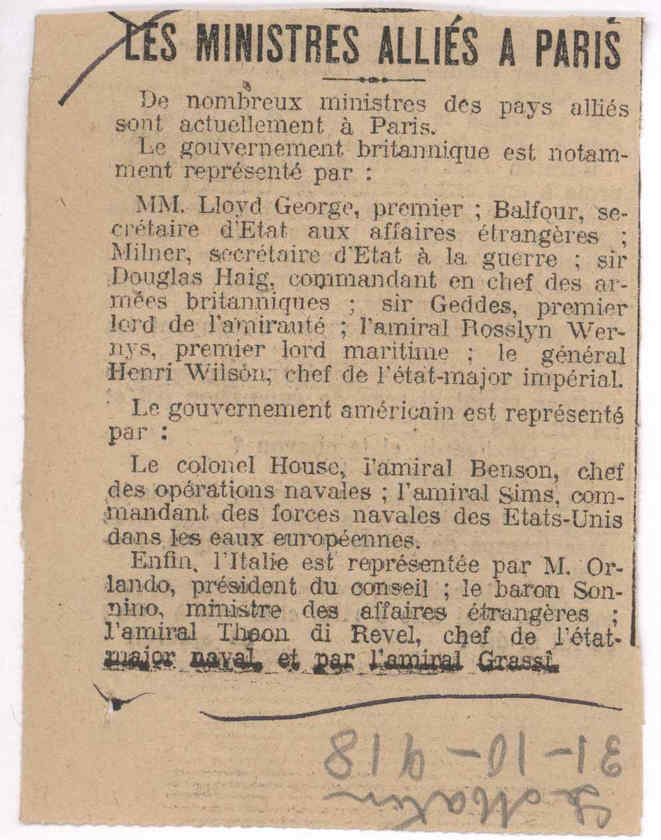 LES MINISTRES ALLIÉS A PARIS
De nombreux ministres des pays alliés
sont actuellement à Paris.
Le gouvernement britannique est notam-
ment représenté par :
MM. Lloyd George, premier ; Balfour, se-
crétaire d'Etat aux affaires étrangères ;
Milner, secrétaire d'Etat à la guerre ; sir
Douglas Haig, commandant en chef des ar-
mées britanniques ; sir Geddes, premier
lord de l'amirauté ; l'amiral Rosslyn Wer-
nys, premier lord maritime ; le général
Henri Wilson, chef de l'état-major impérial.
Le gouvernement américain est représenté
par :
Le colonel House, l'amiral Benson, chef
des opérations navales ; l'amiral Sims, com-
mandant des forces navales des Etats-Unis
dans les eaux européennes.
Enfin, l'Italie est représentée par M. Or-
lando, président du conseil ; le baron Son-
nino, ministre des affaires étrangères ;
l'amiral Thaon di Revel, chef de l'état-
major naval et par l'amiral Grassi.
Le Matin
31-10-918